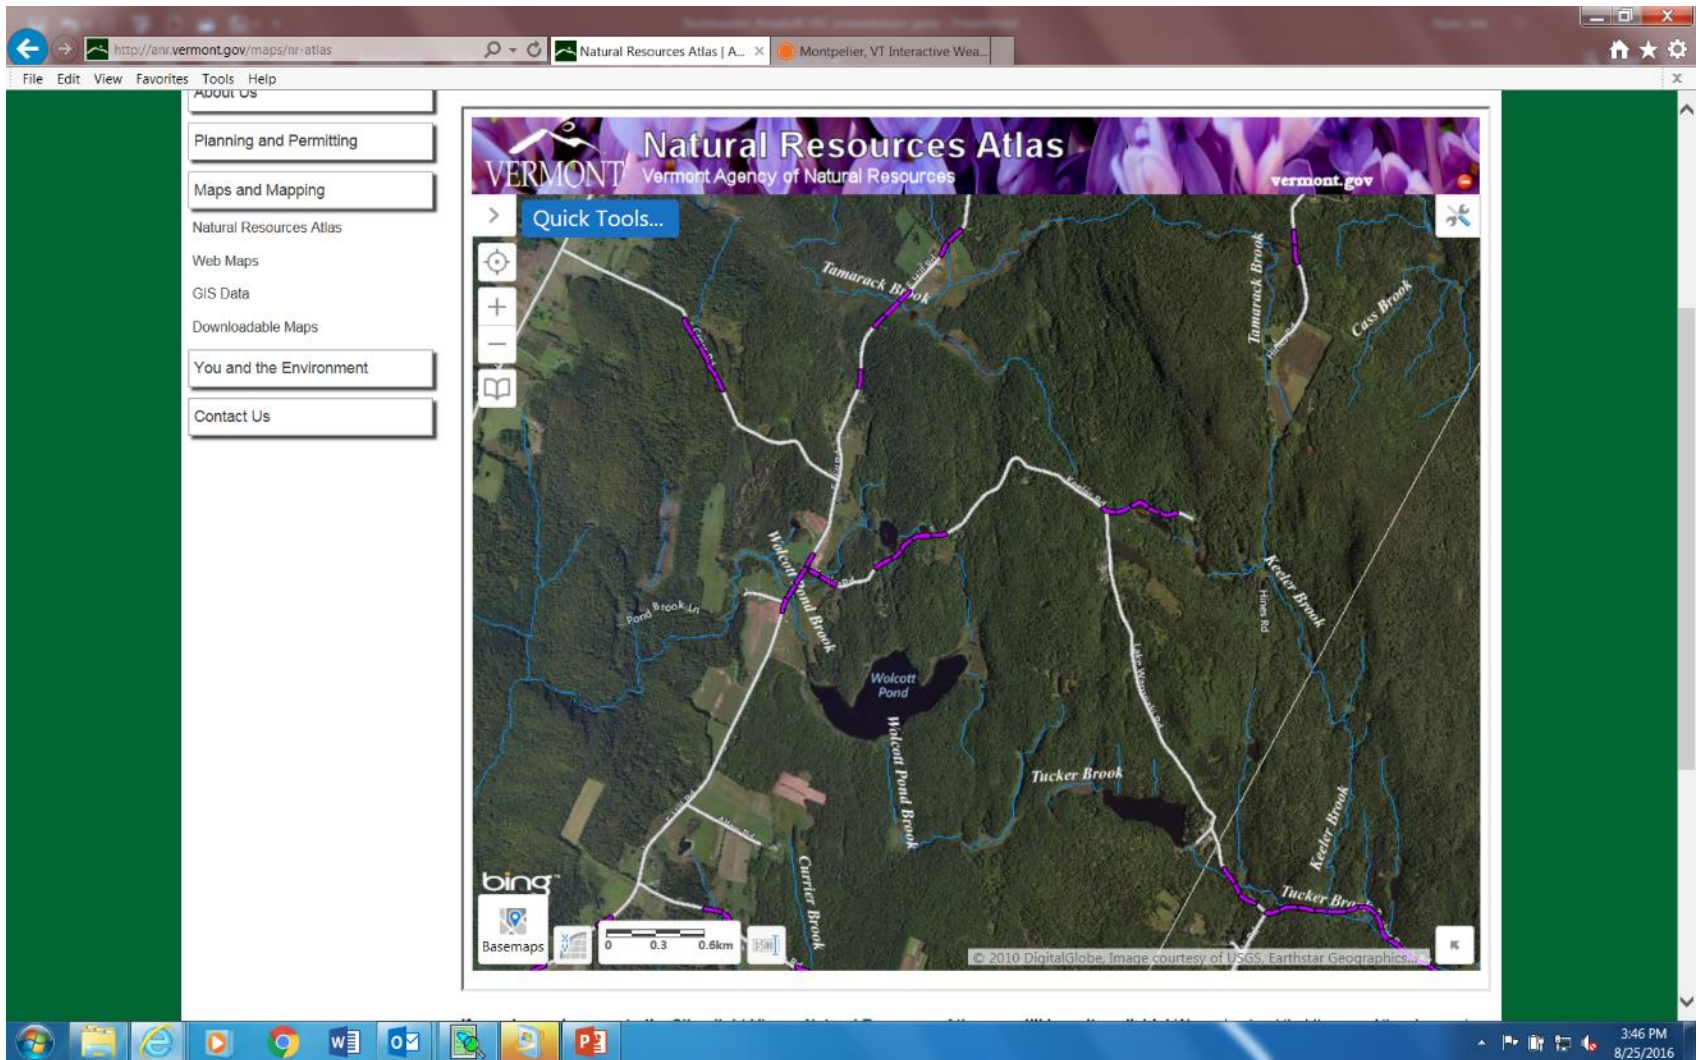 http://anr.vermont.gov/maps/nr-atlas
Natural Resources Atlas | A...
Montpelier, VT Interactive Wea...
File Edit View Favorites Tools Help
About Us
Planning and Permitting
Maps and Mapping
Natural Resources Atlas
Web Maps
GIS Data
Downloadable Maps
You and the Environment
Contact Us
VERMONT
Natural Resources Atlas
Vermont Agency of Natural Resources
vermont.gov
Quick Tools...
Tamarack Brook
Tamarack Brook
Cass Brook
Hines Rd
Keeler Rd
Wolcott Pond Brook
Pond Brook Ln
Keeler Brook
Hines Rd
Wolcott
Pond
Wolcott Pond Brook
Tucker Brook
Keeler Brook
Currier Brook
Tucker Bro
bing
Basemaps
0 0.3 0.6km
© 2010 DigitalGlobe, Image courtesy of USGS, Earthstar Geographics...
3:46 PM
8/25/2016